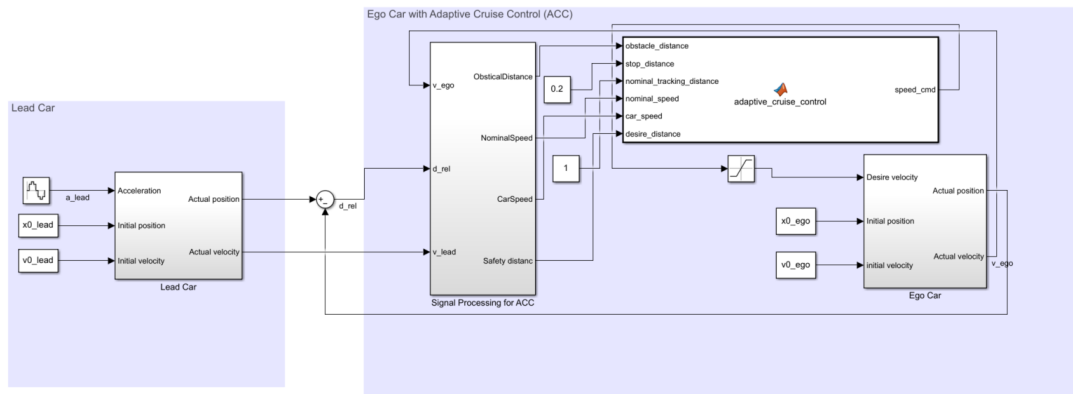 Ego Car with Adaptive Cruise Control (ACC)
Lead Car
a_lead
x0_lead
v0_lead
Acceleration
Initial position
Initial velocity
Actual position
Actual velocity
Lead Car
+
-
d_rel
v_ego
d_rel
v_lead
ObsticalDistance
NominalSpeed
CarSpeed
Safety distanc
Signal Processing for ACC
0.2
1
obstacle_distance
stop_distance
nominal_tracking_distance
nominal_speed
car_speed
desire_distance
adaptive_cruise_control
speed_cmd
x0_ego
v0_ego
Desire velocity
Initial position
initial velocity
Actual position
Actual velocity
v_ego
Ego Car